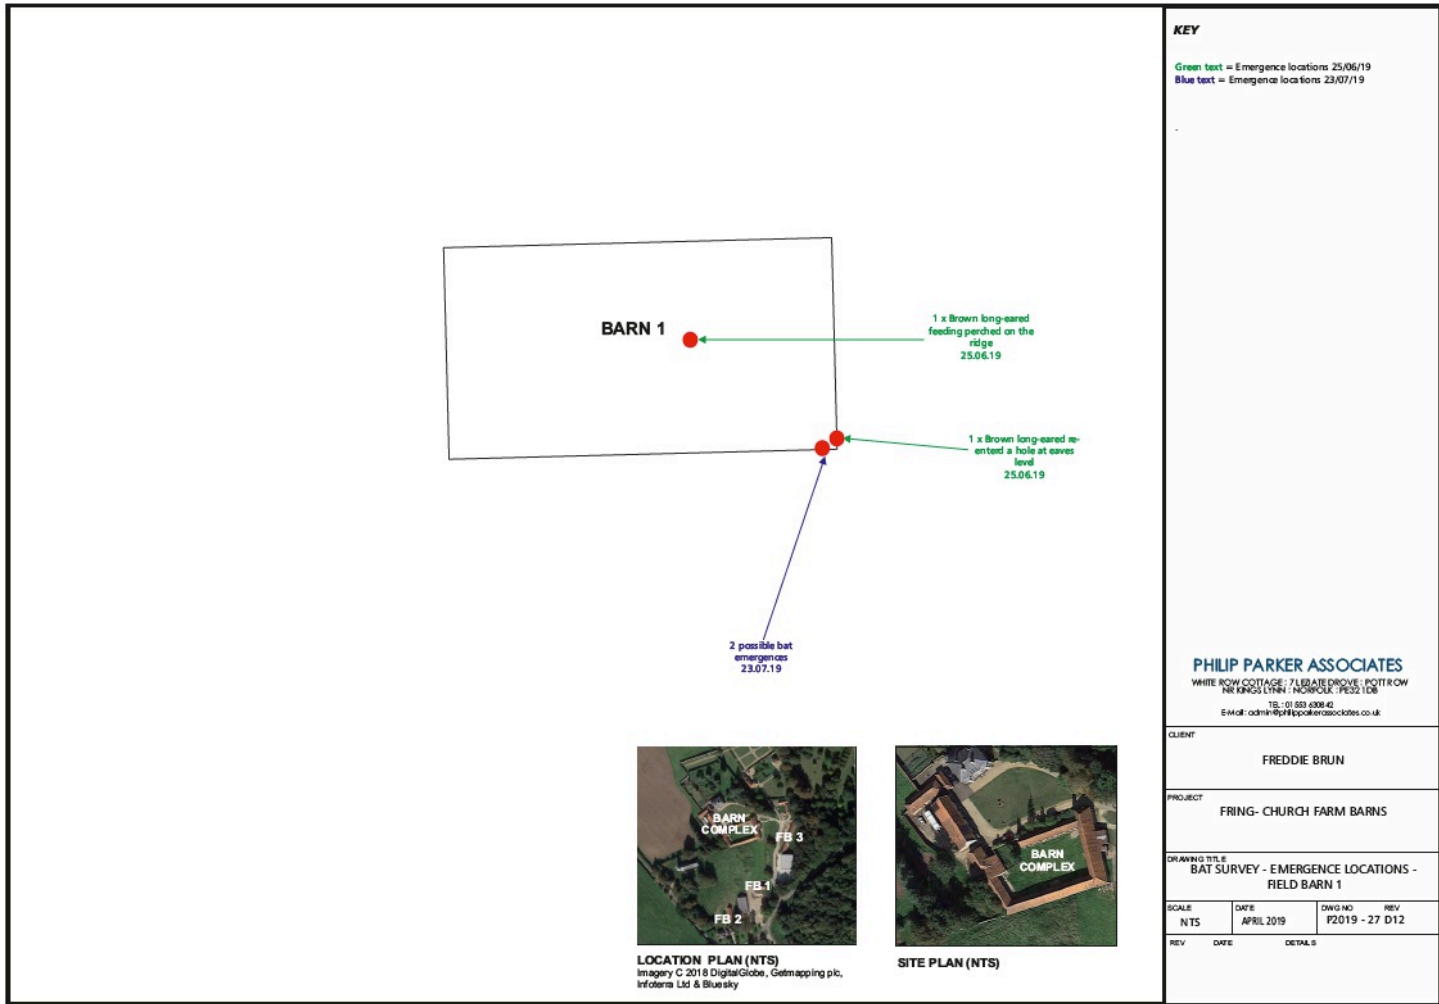 BARN 1
1 x Brown long-eared
feeding perched on the
ridge
25.06.19
1 x Brown long-eared re-
enterd a hole at eaves
level
25.06.19
2 possible bat
emergences
23.07.19
BARN
COMPLEX
FB 3
FB 1
FB 2
LOCATION PLAN (NTS)
Imagery C 2018 DigitalGlobe, Getmapping plc,
Infoterra Ltd & Bluesky
BARN
COMPLEX
SITE PLAN (NTS)
KEY
Green text = Emergence locations 25/06/19
Blue text = Emergence locations 23/07/19
-
PHILIP PARKER ASSOCIATES
WHITE ROW COTTAGE : 7 LEZIATE DROVE : POTT ROW
NR KINGS LYNN : NORFOLK : PE32 1DB
TEL : 01553 630842
E-Mail : admin@philipparkerassociates.co.uk
CLIENT
FREDDIE BRUN
PROJECT
FRING- CHURCH FARM BARNS
DRAWING TITLE
BAT SURVEY - EMERGENCE LOCATIONS -
FIELD BARN 1
SCALE DATE DWG NO REV
NTS APRIL 2019 P2019 - 27 D12
REV DATE DETAILS